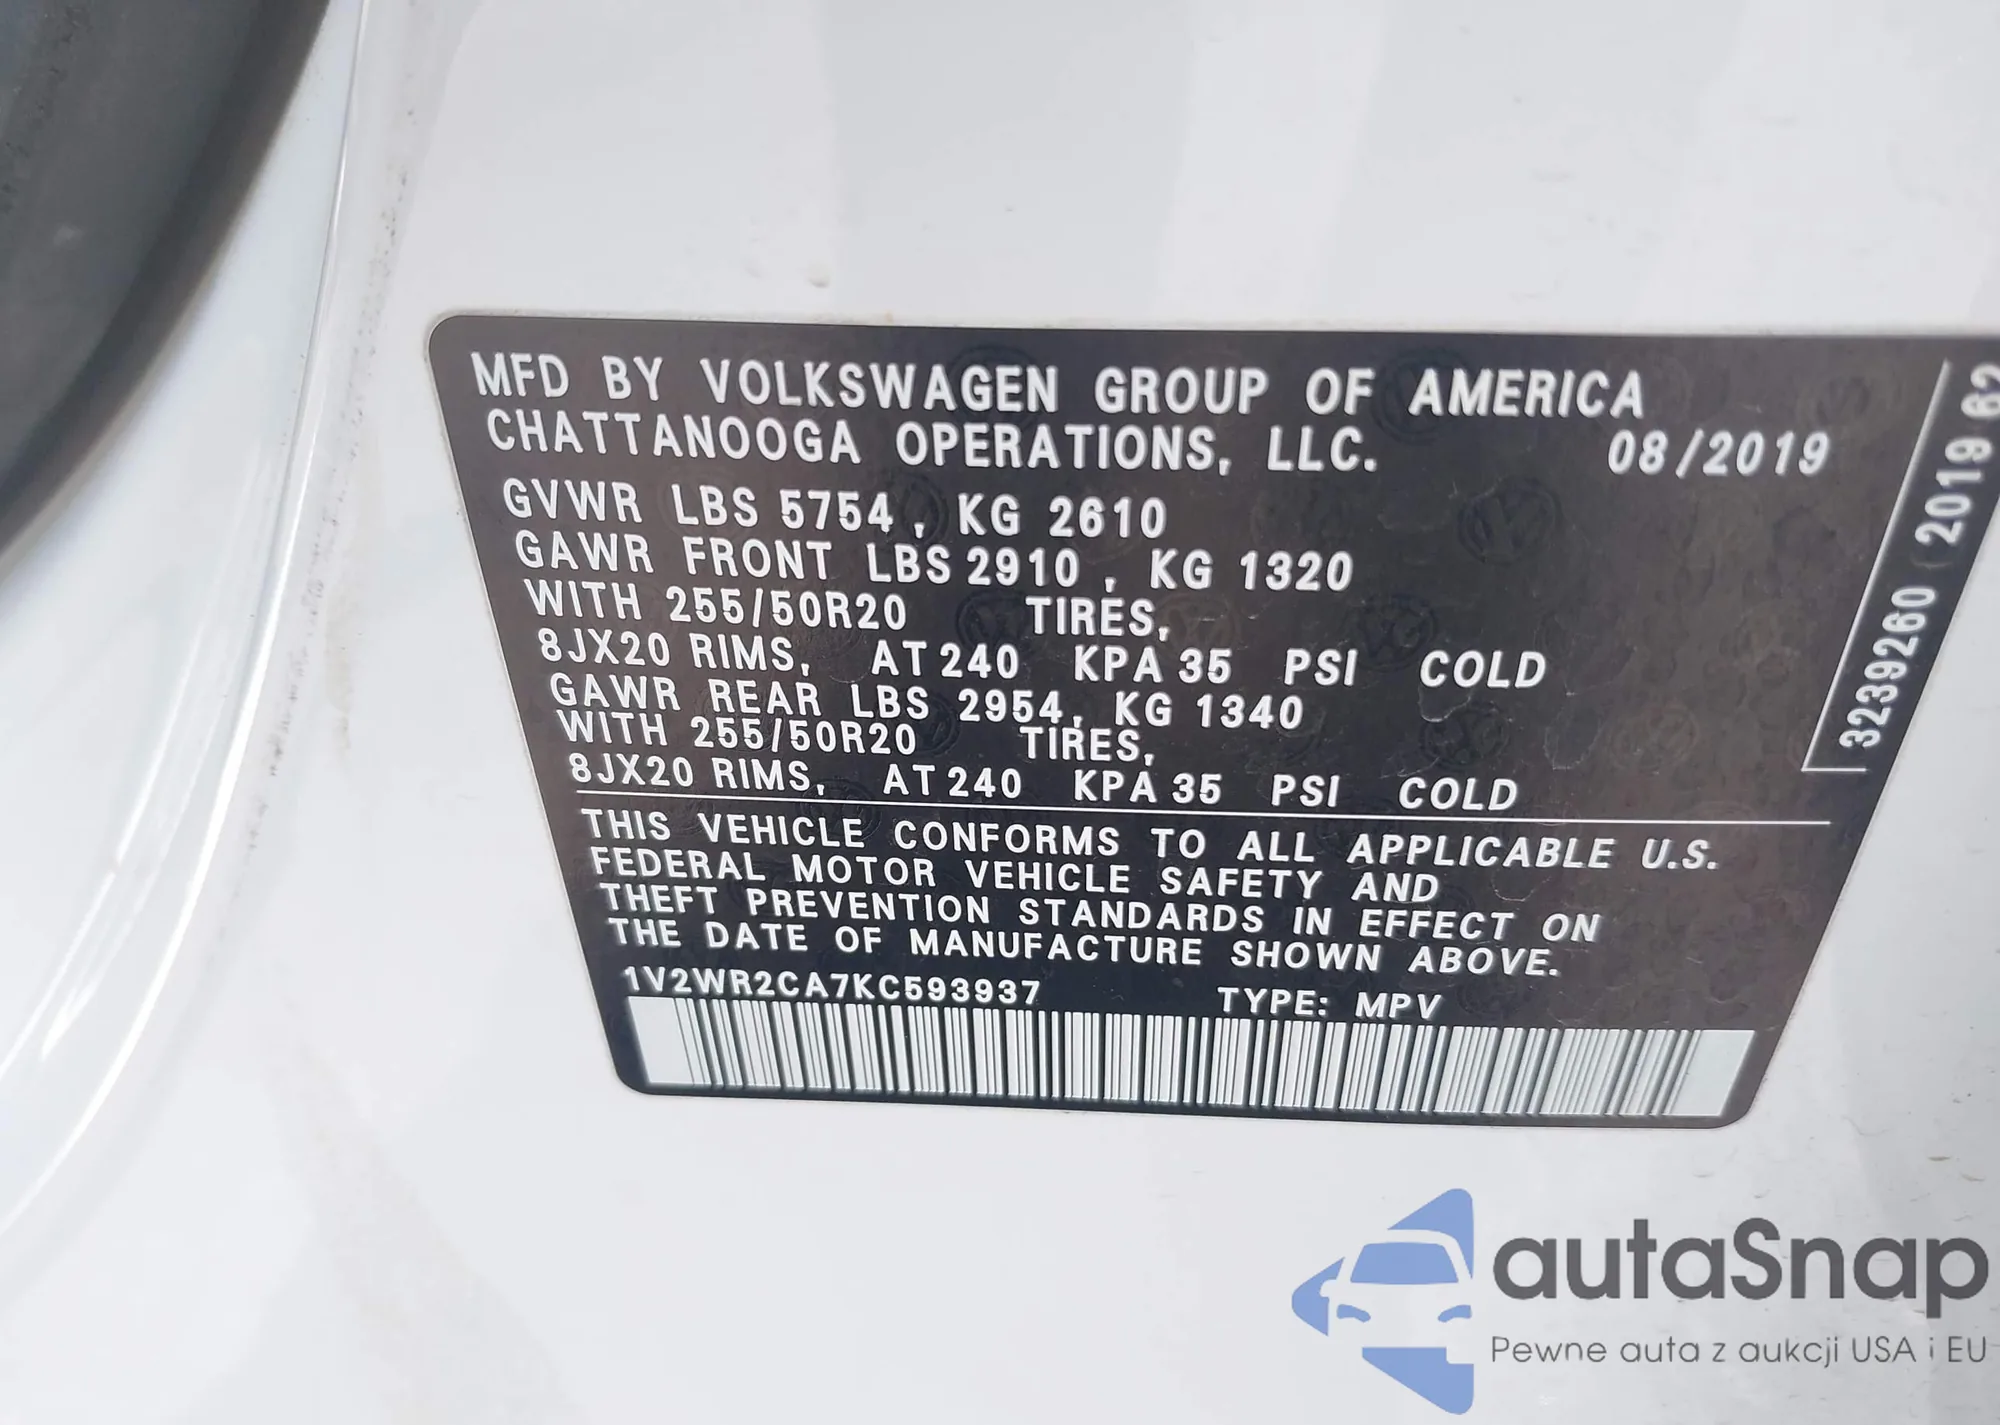 MFD BY VOLKSWAGEN GROUP OF AMERICA
CHATTANOOGA OPERATIONS, LLC. 08/2019
GVWR LBS 5754 , KG 2610
GAWR FRONT LBS 2910 , KG 1320
WITH 255/50R20 TIRES,
8JX20 RIMS, AT 240 KPA 35 PSI COLD
GAWR REAR LBS 2954, KG 1340
WITH 255/50R20 TIRES,
8JX20 RIMS, AT 240 KPA 35 PSI COLD
THIS VEHICLE CONFORMS TO ALL APPLICABLE U.S.
FEDERAL MOTOR VEHICLE SAFETY AND
THEFT PREVENTION STANDARDS IN EFFECT ON
THE DATE OF MANUFACTURE SHOWN ABOVE.
1V2WR2CA7KC593937 TYPE: MPV
3239260 (2019 62
autaSnap
Pewne auta z aukcji USA i EU